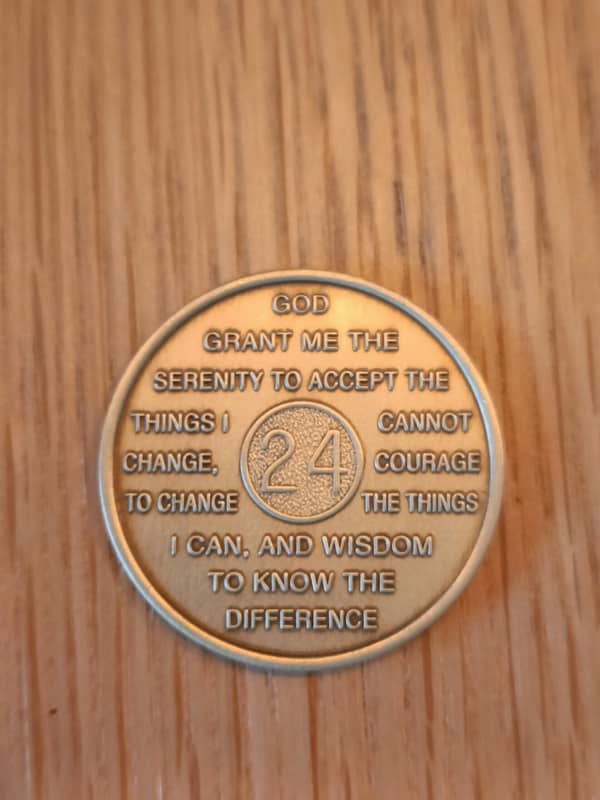 GOD
GRANT ME THE
SERENITY TO ACCEPT THE
THINGS I CANNOT
CHANGE, 24 COURAGE
TO CHANGE THE THINGS
I CAN, AND WISDOM
TO KNOW THE
DIFFERENCE